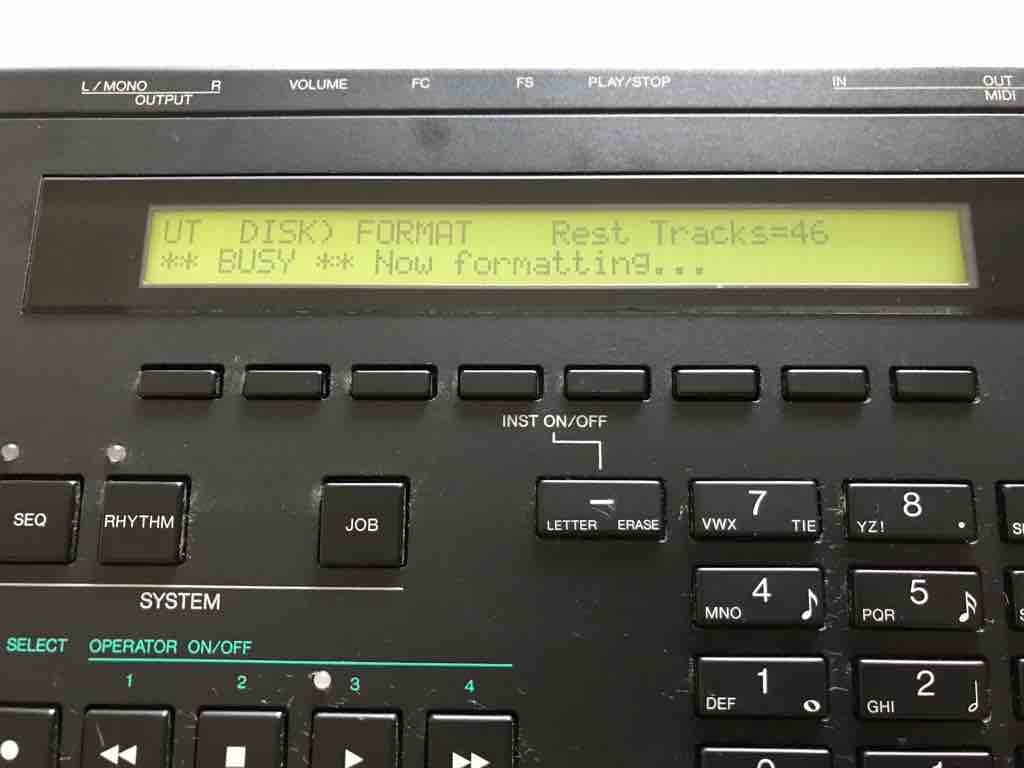 L/MONO R VOLUME FC FS PLAY/STOP IN OUT
OUTPUT MIDI
UT DISK) FORMAT Rest Tracks=46
** BUSY ** Now formatting...
INST ON/OFF
SEQ RHYTHM JOB
−
LETTER ERASE
7
VWX TIE
8
YZ! .
SYSTEM
4
MNO
5
PQR
SELECT OPERATOR ON/OFF
1 2 3 4
1
DEF
2
GHI